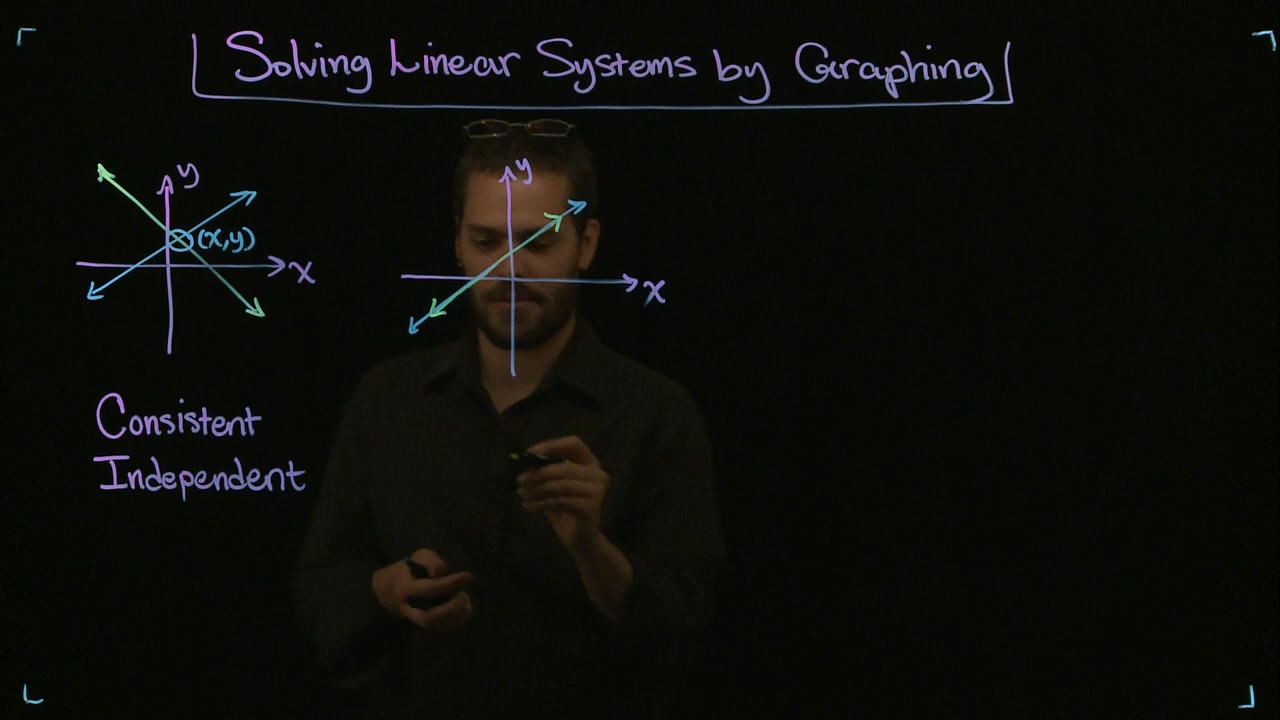 Solving Linear Systems by Graphing
y
(x,y)
x
y
x
Consistent
Independent